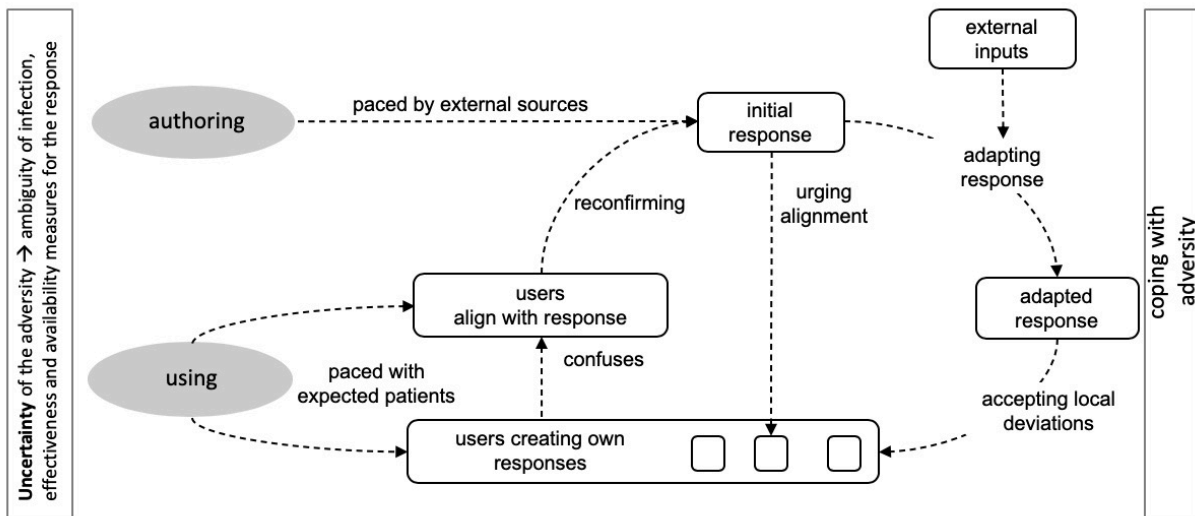 Uncertainty of the adversity → ambiguity of infection,
effectiveness and availability measures for the response
external
inputs
authoring
paced by external sources
initial
response
adapting
response
reconfirming
urging
alignment
users
align with response
adapted
response
coping with
adversity
using
paced with
expected patients
confuses
accepting local
deviations
users creating own
responses